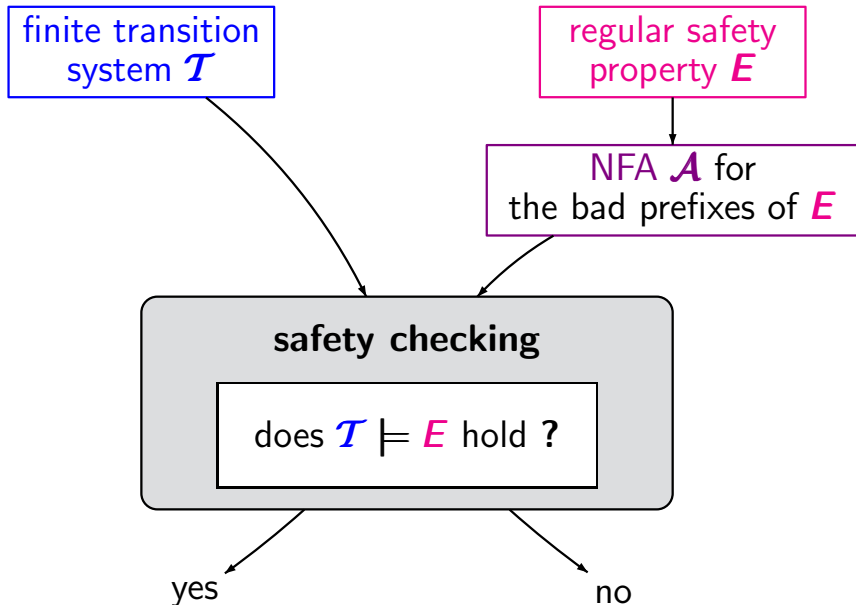 finite transition
system 𝓣
regular safety
property E
NFA 𝓐 for
the bad prefixes of E
safety checking
does 𝓣 ⊨ E hold ?
yes
no